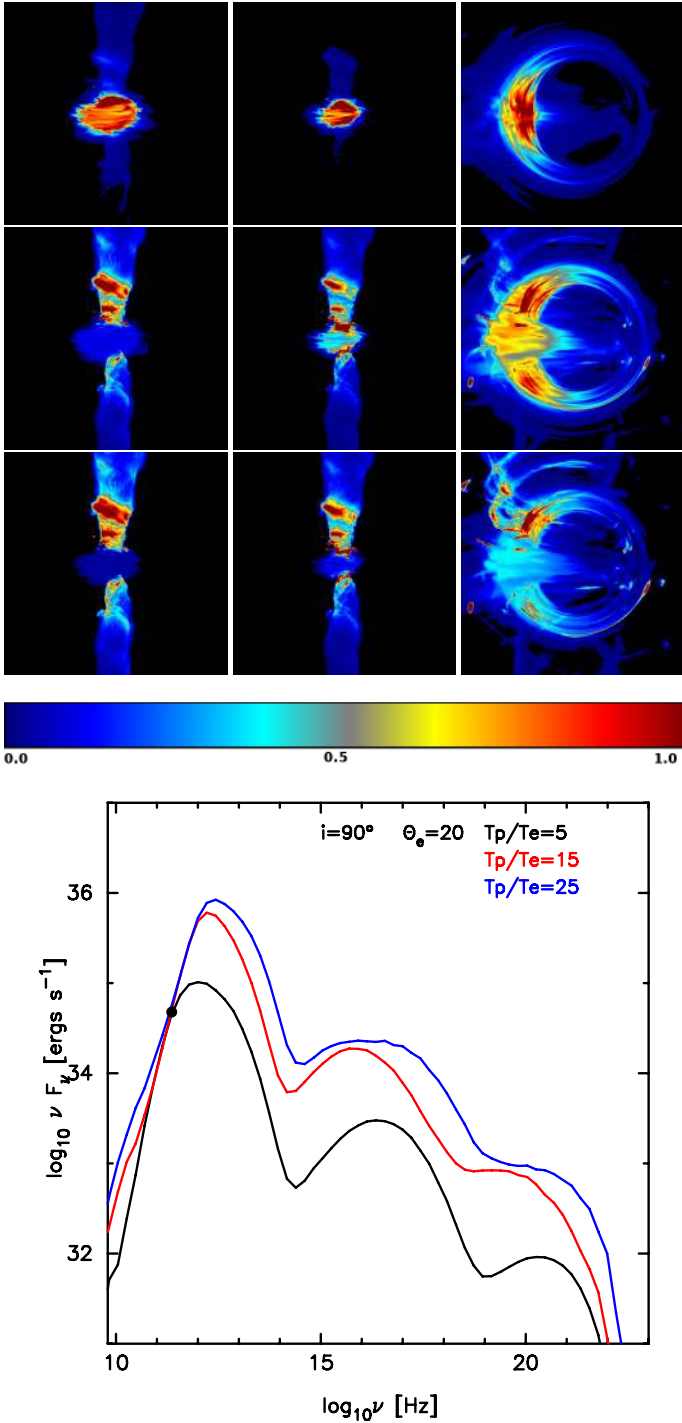 0.0 0.5 1.0
i=90° Θe=20 Tp/Te=5
Tp/Te=15
Tp/Te=25
36
34
32
log10 ν Fν [ergs s−1]
10 15 20
log10ν [Hz]